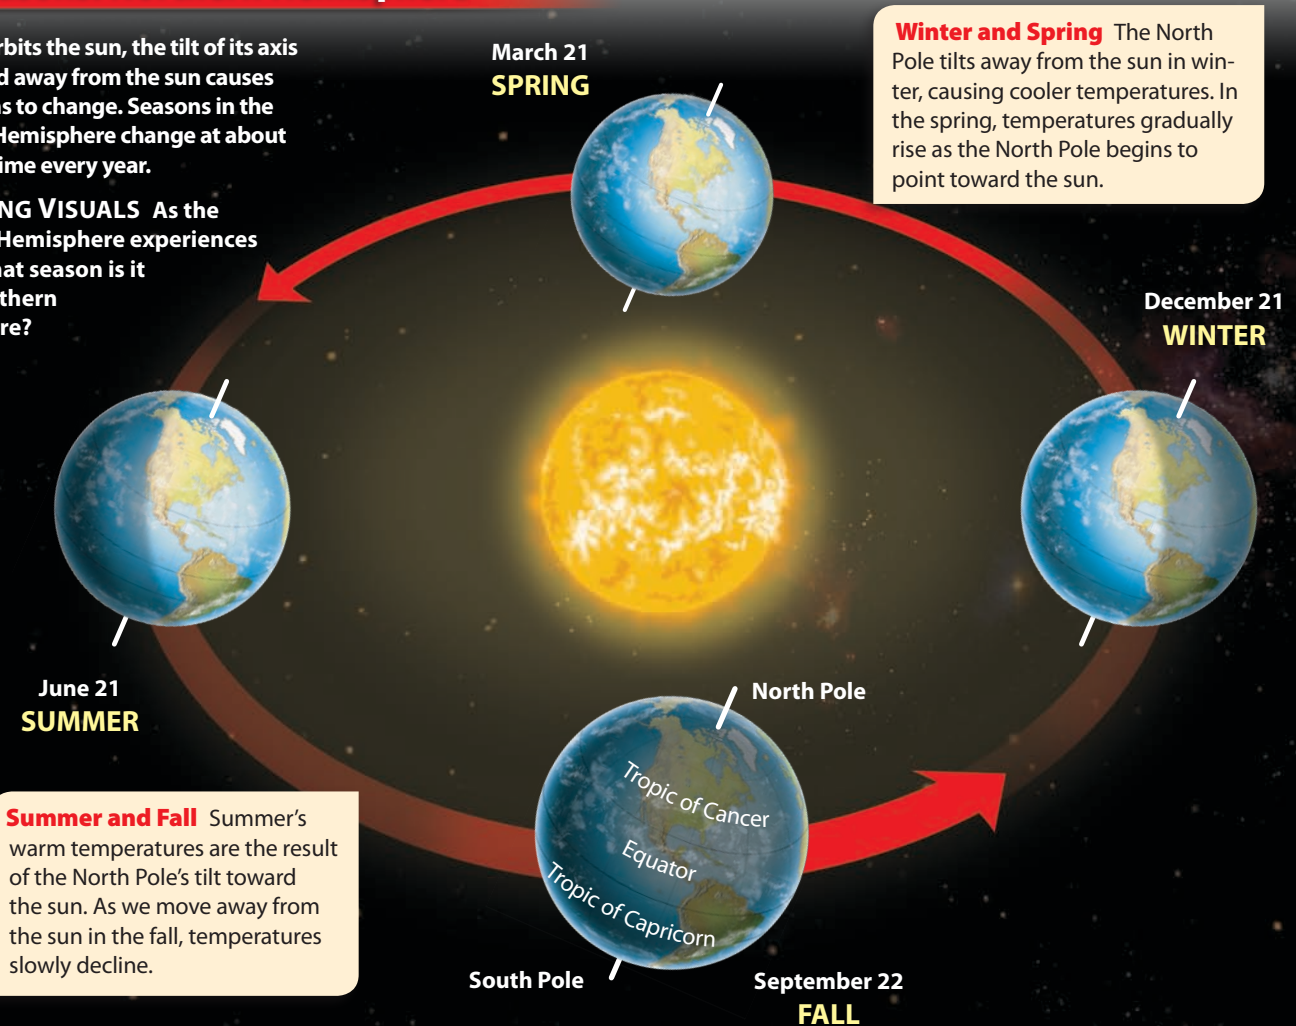 rbits the sun, the tilt of its axis
d away from the sun causes
s to change. Seasons in the
Hemisphere change at about
ime every year.
NG VISUALS As the
Hemisphere experiences
at season is it
thern
re?
March 21
SPRING
Winter and Spring The North
Pole tilts away from the sun in win-
ter, causing cooler temperatures. In
the spring, temperatures gradually
rise as the North Pole begins to
point toward the sun.
December 21
WINTER
June 21
SUMMER
North Pole
Tropic of Cancer
Equator
Tropic of Capricorn
South Pole
September 22
FALL
Summer and Fall Summer's
warm temperatures are the result
of the North Pole's tilt toward
the sun. As we move away from
the sun in the fall, temperatures
slowly decline.